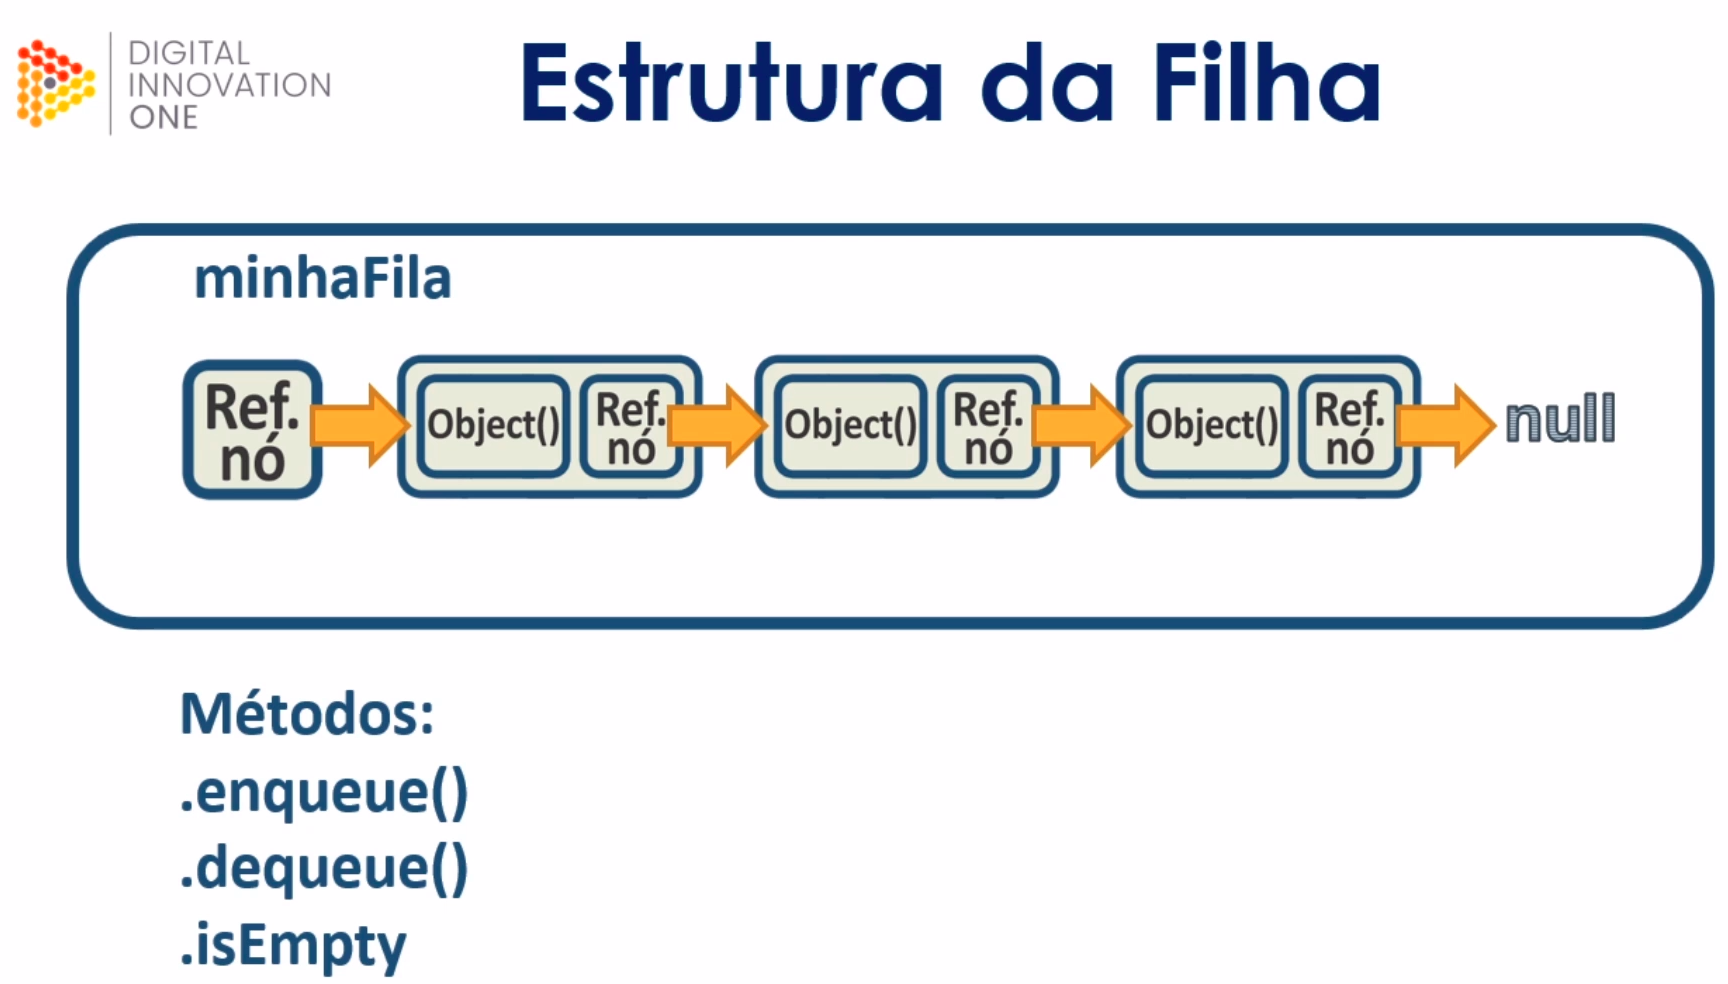 DIGITAL
INNOVATION
ONE
Estrutura da Filha
minhaFila
Ref.
nó
Object()
Ref.
nó
Object()
Ref.
nó
Object()
Ref.
nó
null
Métodos:
.enqueue()
.dequeue()
.isEmpty